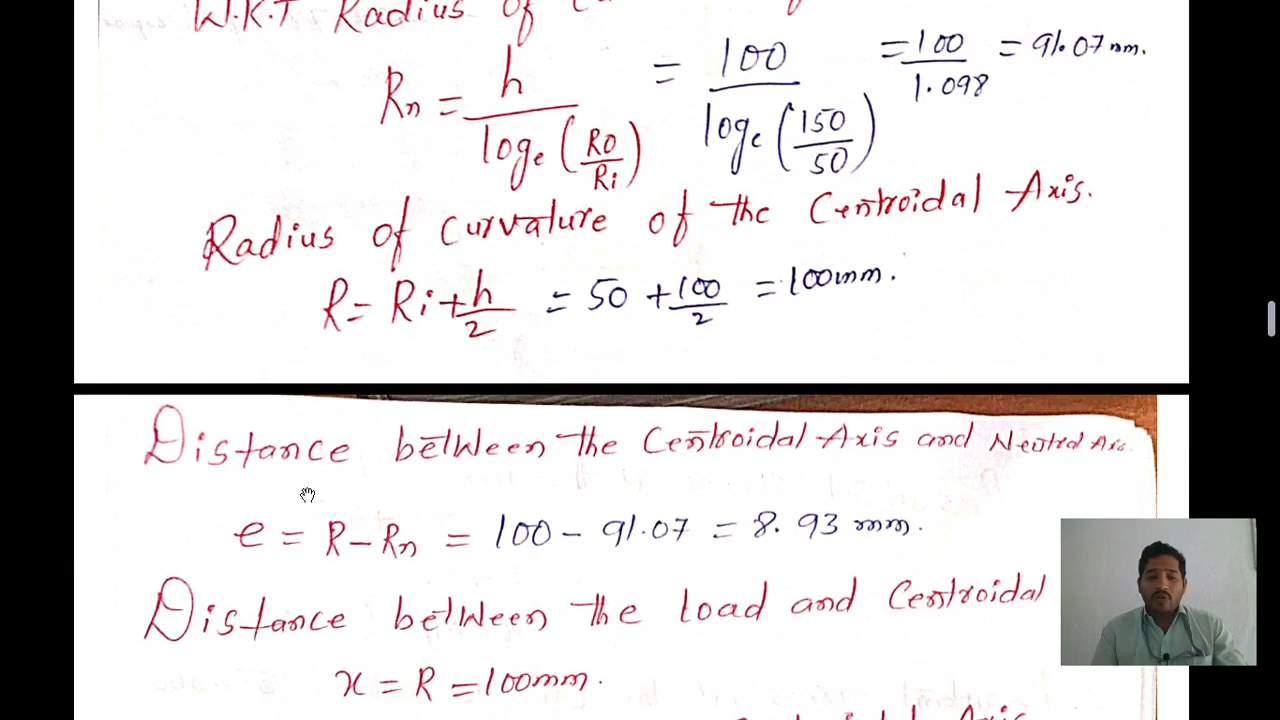 W.K.T Radius of
Rn = h / loge (Ro/Ri) = 100 / loge (150/50) = 100/1.098 = 91.07 mm.
Radius of Curvature of the Centroidal Axis.
R = Ri + h/2 = 50 + 100/2 = 100mm.
Distance between the Centroidal Axis and Neutral Axis
e = R - Rn = 100 - 91.07 = 8.93 mm.
Distance between the Load and Centroidal
x = R = 100mm.